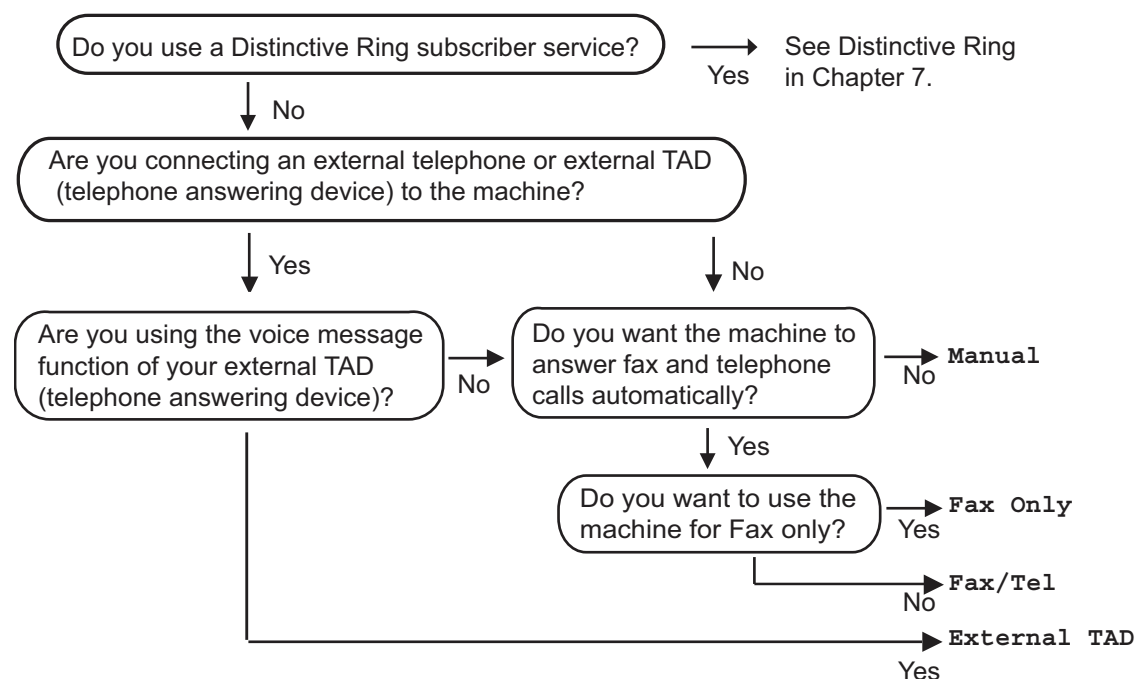 Do you use a Distinctive Ring subscriber service?
Yes
See Distinctive Ring
in Chapter 7.
No
Are you connecting an external telephone or external TAD
(telephone answering device) to the machine?
Yes
No
Are you using the voice message
function of your external TAD
(telephone answering device)?
No
Do you want the machine to
answer fax and telephone
calls automatically?
No
Manual
Yes
Do you want to use the
machine for Fax only?
Yes
Fax Only
No
Fax/Tel
External TAD
Yes